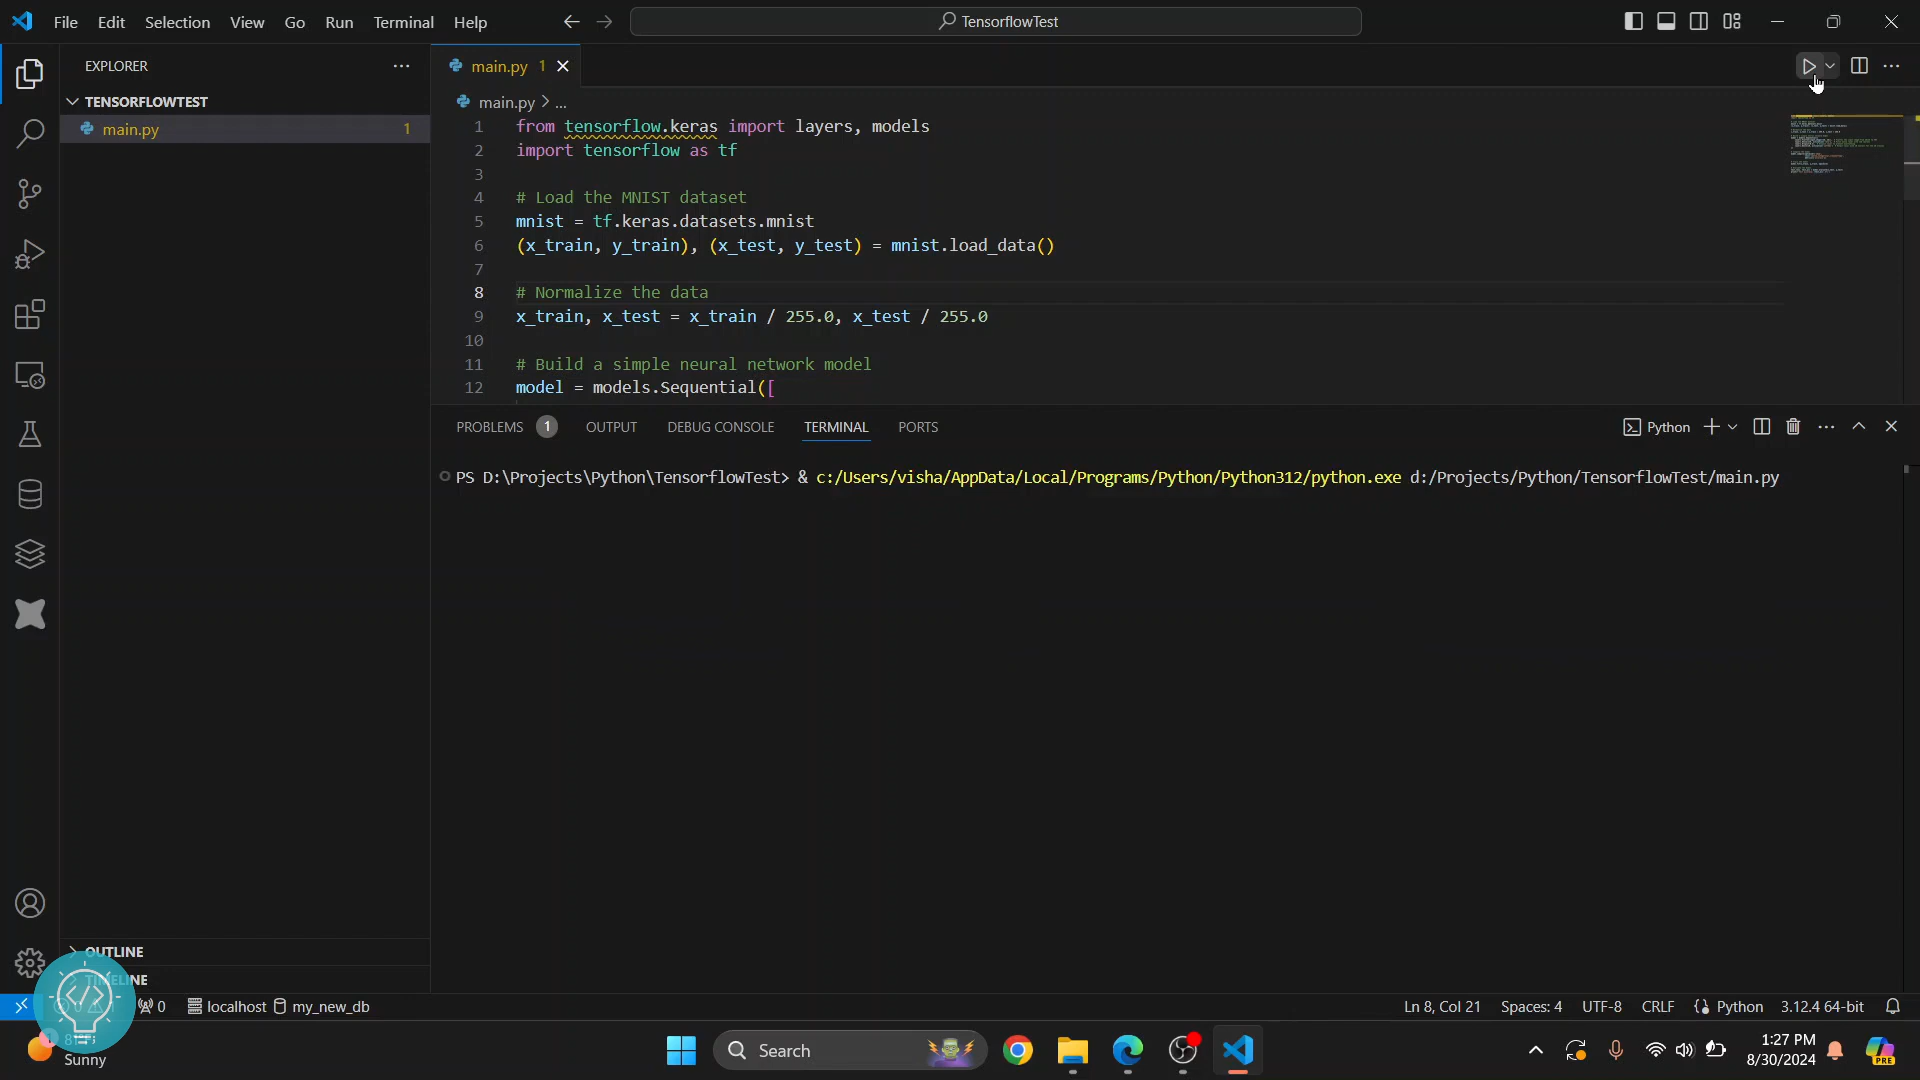 File Edit Selection View Go Run Terminal Help
TensorflowTest
EXPLORER
TENSORFLOWTEST
main.py 1
OUTLINE
TIMELINE
main.py 1
main.py > ...
1 from tensorflow.keras import layers, models
2 import tensorflow as tf
3
4 # Load the MNIST dataset
5 mnist = tf.keras.datasets.mnist
6 (x_train, y_train), (x_test, y_test) = mnist.load_data()
7
8 # Normalize the data
9 x_train, x_test = x_train / 255.0, x_test / 255.0
10
11 # Build a simple neural network model
12 model = models.Sequential([
PROBLEMS 1 OUTPUT DEBUG CONSOLE TERMINAL PORTS
Python
PS D:\Projects\Python\TensorflowTest> & c:/Users/visha/AppData/Local/Programs/Python/Python312/python.exe d:/Projects/Python/TensorflowTest/main.py
0 localhost my_new_db
Ln 8, Col 21 Spaces: 4 UTF-8 CRLF {} Python 3.12.4 64-bit
Sunny
Search
1:27 PM
8/30/2024
PRE